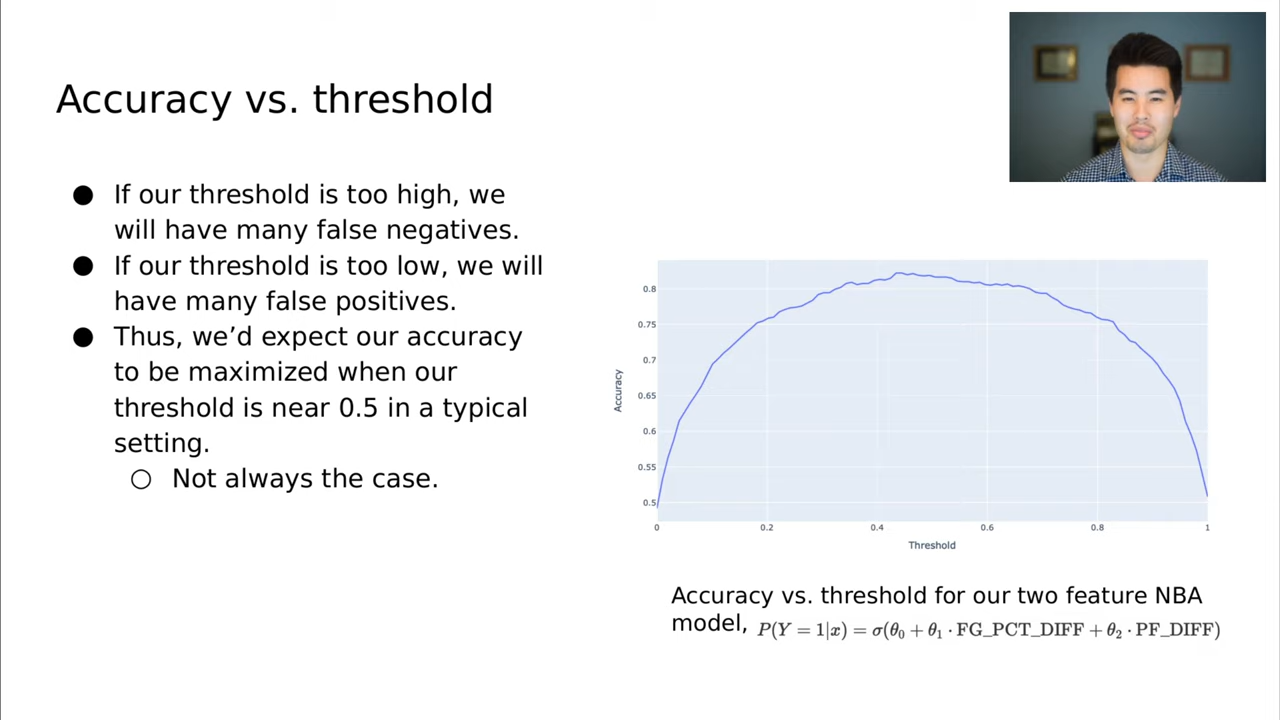 Accuracy vs. threshold
● If our threshold is too high, we
will have many false negatives.
● If our threshold is too low, we will
have many false positives.
● Thus, we’d expect our accuracy
to be maximized when our
threshold is near 0.5 in a typical
setting.
○ Not always the case.
Accuracy
0.8
0.75
0.7
0.65
0.6
0.55
0.5
0 0.2 0.4 0.6 0.8 1
Threshold
Accuracy vs. threshold for our two feature NBA
model, P(Y = 1|x) = σ(θ₀ + θ₁ · FG_PCT_DIFF + θ₂ · PF_DIFF)